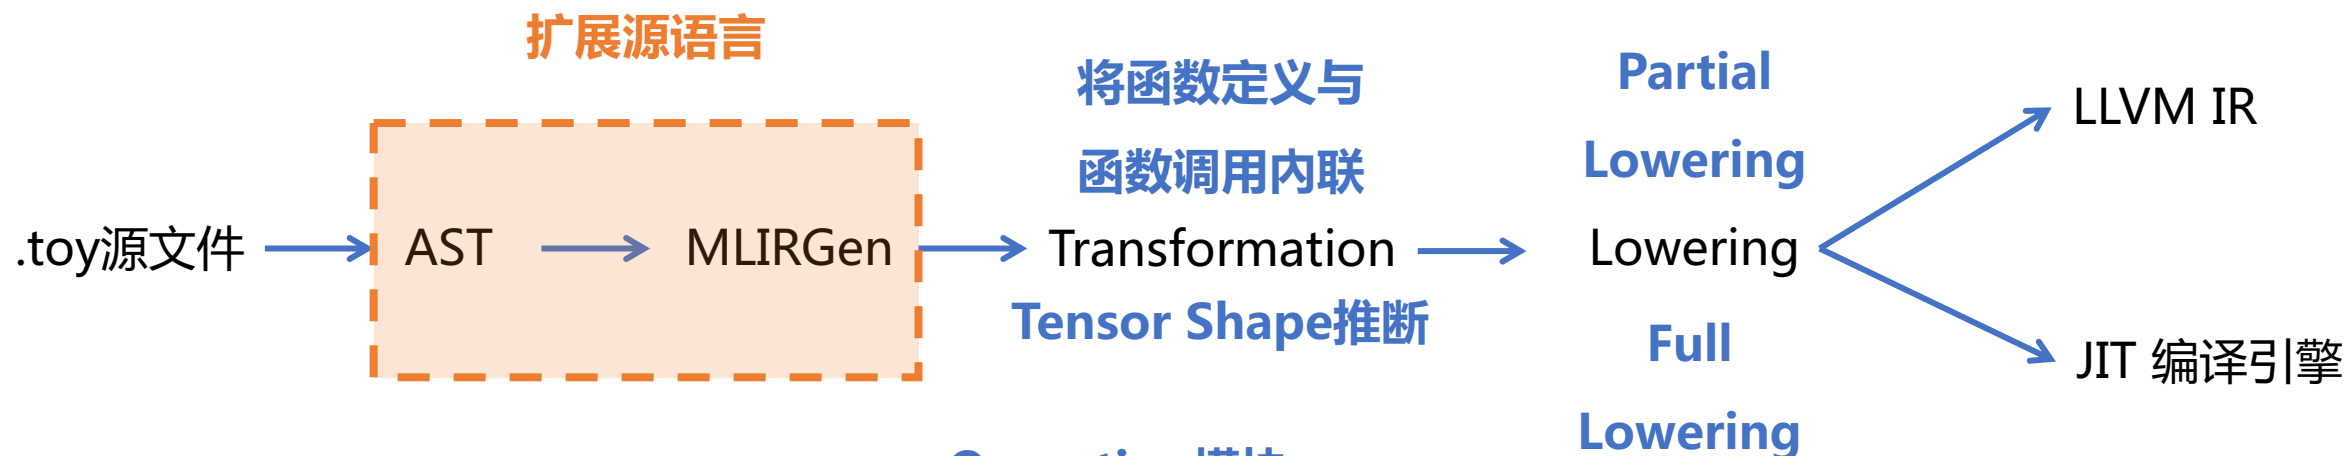 扩展源语言
将函数定义与
函数调用内联
Partial
Lowering
LLVM IR
.toy源文件
AST
MLIRGen
Transformation
Lowering
Tensor Shape推断
Full
Lowering
JIT 编译引擎